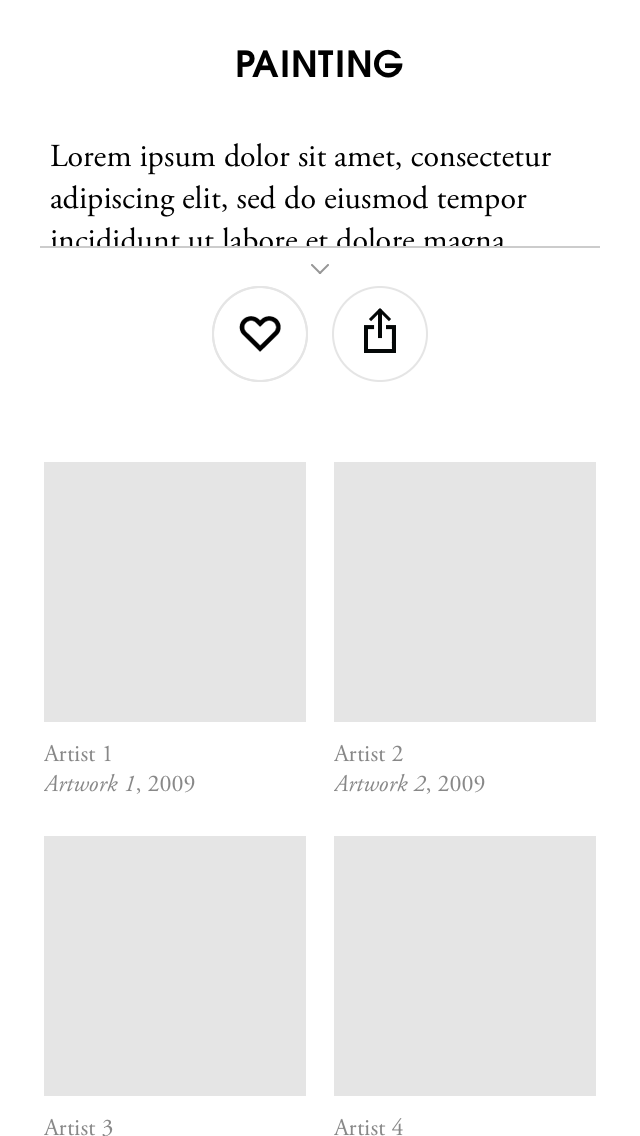 PAINTING
Lorem ipsum dolor sit amet, consectetur
adipiscing elit, sed do eiusmod tempor
incididunt ut labore et dolore magna
Artist 1
Artwork 1, 2009
Artist 2
Artwork 2, 2009
Artist 3
Artist 4